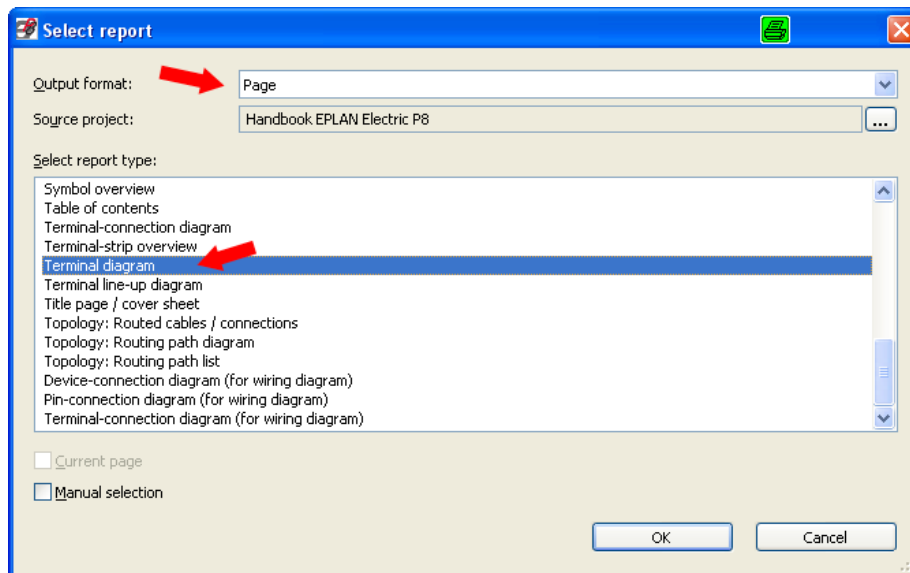 Select report
Output format: Page
Source project: Handbook EPLAN Electric P8 ...
Select report type:
Symbol overview
Table of contents
Terminal-connection diagram
Terminal-strip overview
Terminal diagram
Terminal line-up diagram
Title page / cover sheet
Topology: Routed cables / connections
Topology: Routing path diagram
Topology: Routing path list
Device-connection diagram (for wiring diagram)
Pin-connection diagram (for wiring diagram)
Terminal-connection diagram (for wiring diagram)
Current page
Manual selection
OK Cancel